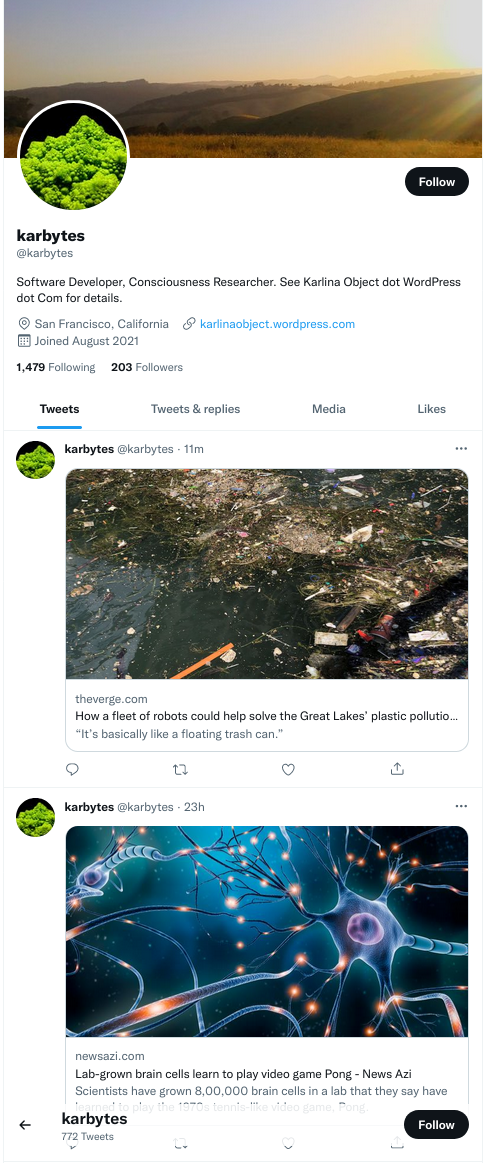 Follow
karbytes
@karbytes
Software Developer, Consciousness Researcher. See Karlina Object dot WordPress
dot Com for details.
San Francisco, California karlinaobject.wordpress.com
Joined August 2021
1,479 Following 203 Followers
Tweets Tweets & replies Media Likes
karbytes @karbytes · 11m
theverge.com
How a fleet of robots could help solve the Great Lakes’ plastic pollutio...
“It’s basically like a floating trash can.”
karbytes @karbytes · 23h
newsazi.com
Lab-grown brain cells learn to play video game Pong - News Azi
Scientists have grown 8,00,000 brain cells in a lab that they say have
learned to play the 1970s tennis-like video game, Pong.
karbytes
772 Tweets
Follow